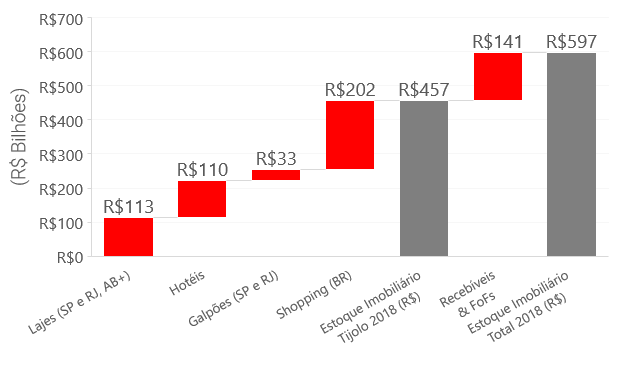 R$700
R$600
R$500
R$400
R$300
R$200
R$100
R$0
(R$ Bilhões)
R$113
R$110
R$33
R$202
R$457
R$141
R$597
Lajes (SP e RJ, AB+)
Hotéis
Galpões (SP e RJ)
Shopping (BR)
Estoque Imobiliário
Tijolo 2018 (R$)
Recebíveis
& FoFs
Estoque Imobiliário
Total 2018 (R$)